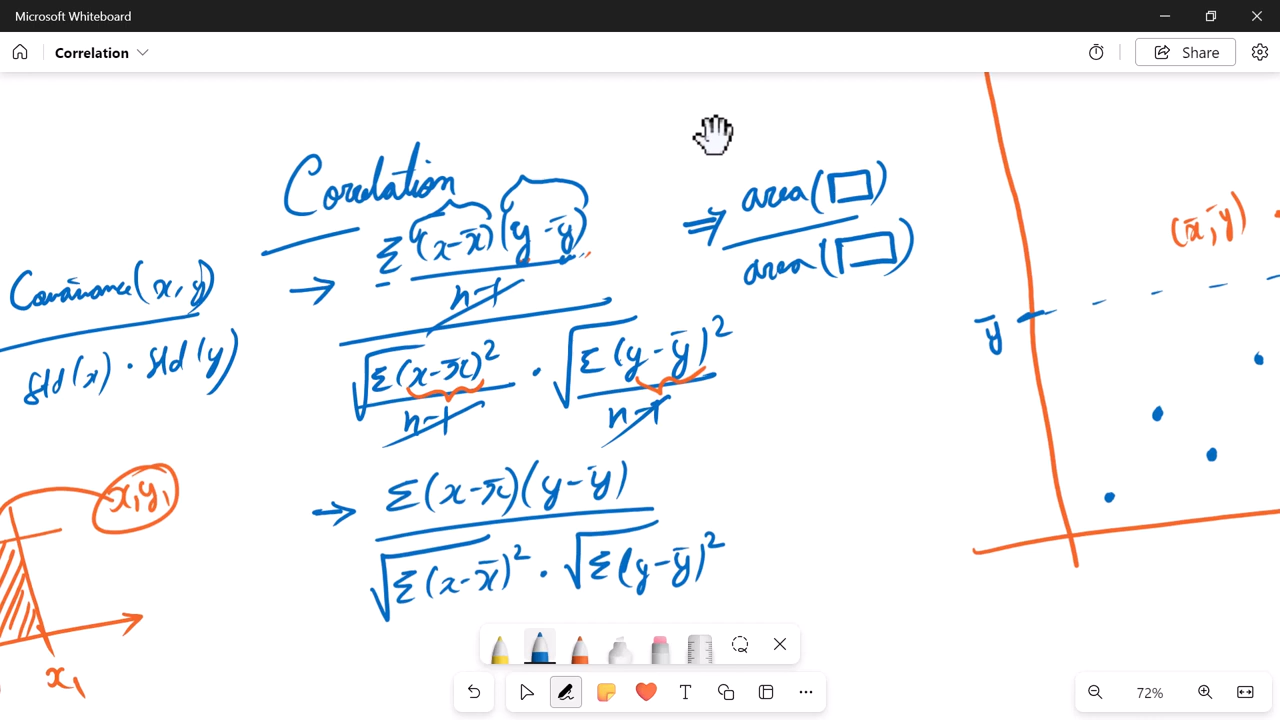 Microsoft Whiteboard
Correlation
Share
Correlation
Covariance(x, y)
std(x) · std(y)
→ Σ (x-x̄)(y-ȳ)
n-1
√Σ(x-x̄)² · √Σ(y-ȳ)²
n-1 n-1
⇒ area(▭)
area(▭)
(x̄, ȳ)
ȳ
→ Σ(x-x̄)(y-ȳ)
√Σ(x-x̄)² · √Σ(y-ȳ)²
x₁y₁
x₁
72%